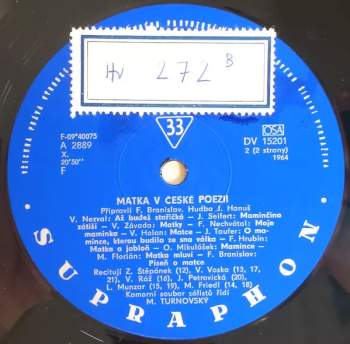 HV 272 B
F-09*40075
A 2889
X.
20'50"
F
33
OSA
DV 15201
2 (2 strany)
1964
MATKA V ČESKÉ POEZII
Připravil F. Branislav. Hudba J. Hanuš
V. Nezval: Až budeš stařičká - J. Seifert: Maminčino
zátiší - V. Závada: Matky - F. Nechvátal: Moje
maminka - V. Holan: Matce - J. Taufer: O ma-
mince, kterou budila ze sna válka - F. Hrubín:
Matka a jabloň - O. Mikulášek: Mamince -
M. Florian: Matka mluví - F. Branislav:
Píseň o matce
Recitují Z. Štěpánek (12), V. Voska (13, 17,
21), V. Ráž (16), J. Petrovická (20),
L. Munzar (15, 19), M. Friedl (14, 18)
Komorní soubor sólistů řídí
M. TURNOVSKÝ
• SUPRAPHON •